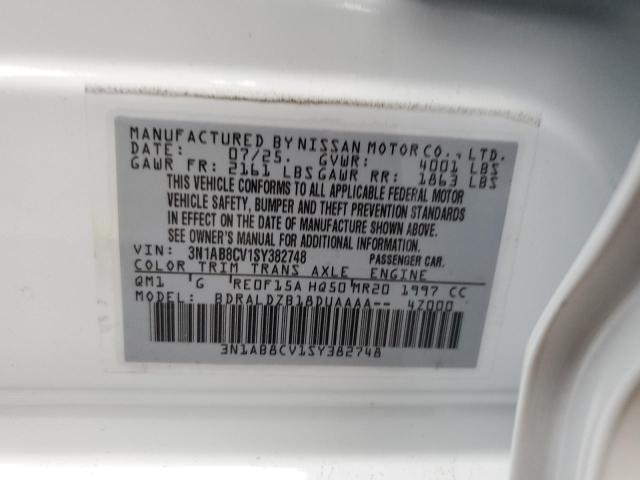 MANUFACTURED BY NISSAN MOTOR CO., LTD.
DATE: 07/25. GVWR: 4001 LBS
GAWR FR: 2161 LBS GAWR RR: 1863 LBS
THIS VEHICLE CONFORMS TO ALL APPLICABLE FEDERAL MOTOR
VEHICLE SAFETY, BUMPER AND THEFT PREVENTION STANDARDS
IN EFFECT ON THE DATE OF MANUFACTURE SHOWN ABOVE.
SEE OWNER'S MANUAL FOR ADDITIONAL INFORMATION.
VIN: 3N1AB8CV1SY382748 PASSENGER CAR.
COLOR TRIM TRANS AXLE ENGINE
QM1 G RE0F15A HQ50 MR20 1997 CC
MDR: BDRALDZB1BDUAAAA-- 47000
3N1AB8CV1SY382748